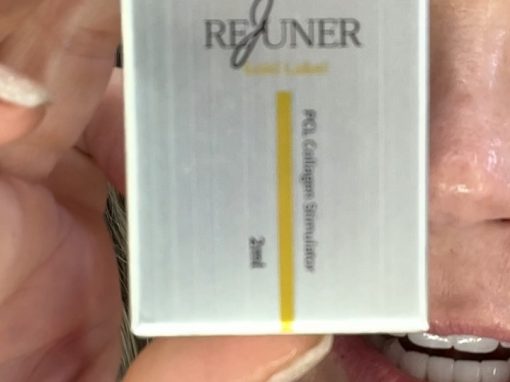 REJUNER
Gold Label
PCL Collagen Stimulator
2ml